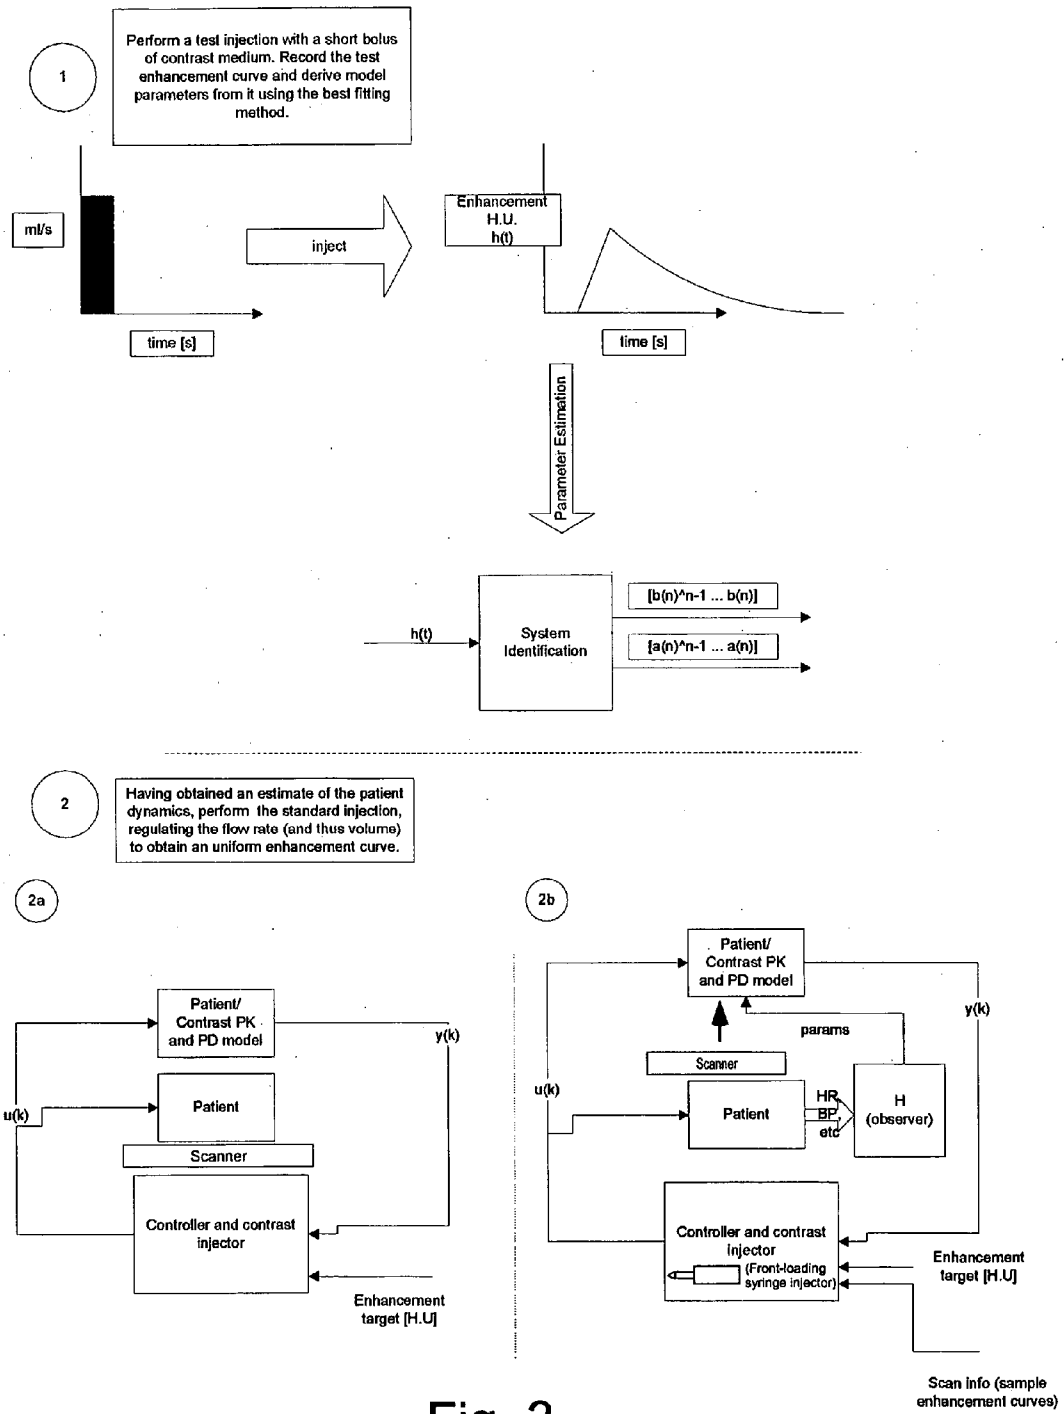 1
Perform a test injection with a short bolus
of contrast medium. Record the test
enhancement curve and derive model
parameters from it using the best fitting
method.
ml/s
inject
time [s]
Enhancement
H.U.
h(t)
time [s]
Parameter Estimation
h(t)
System
Identification
[b(n)^n-1 ... b(n)]
[a(n)^n-1 ... a(n)]
2
Having obtained an estimate of the patient
dynamics, perform the standard injection,
regulating the flow rate (and thus volume)
to obtain an uniform enhancement curve.
2a
Patient/
Contrast PK
and PD model
y(k)
u(k)
Patient
Scanner
Controller and contrast
injector
Enhancement
target [H.U]
2b
Patient/
Contrast PK
and PD model
y(k)
params
Scanner
u(k)
Patient
HR,
BP,
etc
H
(observer)
Controller and contrast
injector
(Front-loading
syringe injector)
Enhancement
target [H.U]
Scan info (sample
enhancement curves)